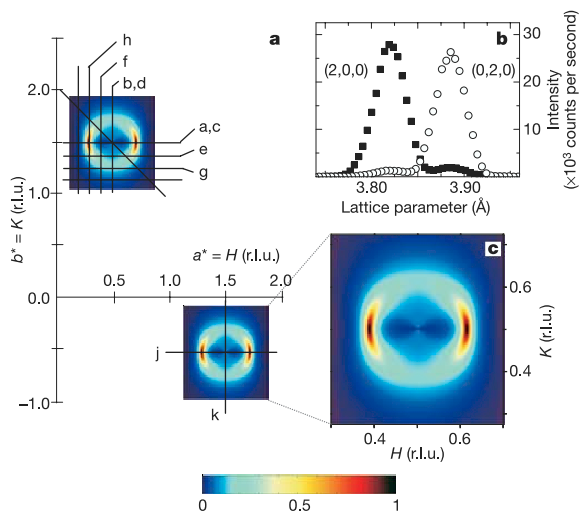 a
h
f
b,d
a,c
e
g
2.0
1.0
0.0
−1.0
b* = K (r.l.u.)
a* = H (r.l.u.)
0.5
1.0
1.5
2.0
j
k
b
(2,0,0)
(0,2,0)
30
20
10
Intensity
(×10³ counts per second)
3.80
3.90
Lattice parameter (Å)
c
0.6
0.4
K (r.l.u.)
0.4
0.6
H (r.l.u.)
0
0.5
1